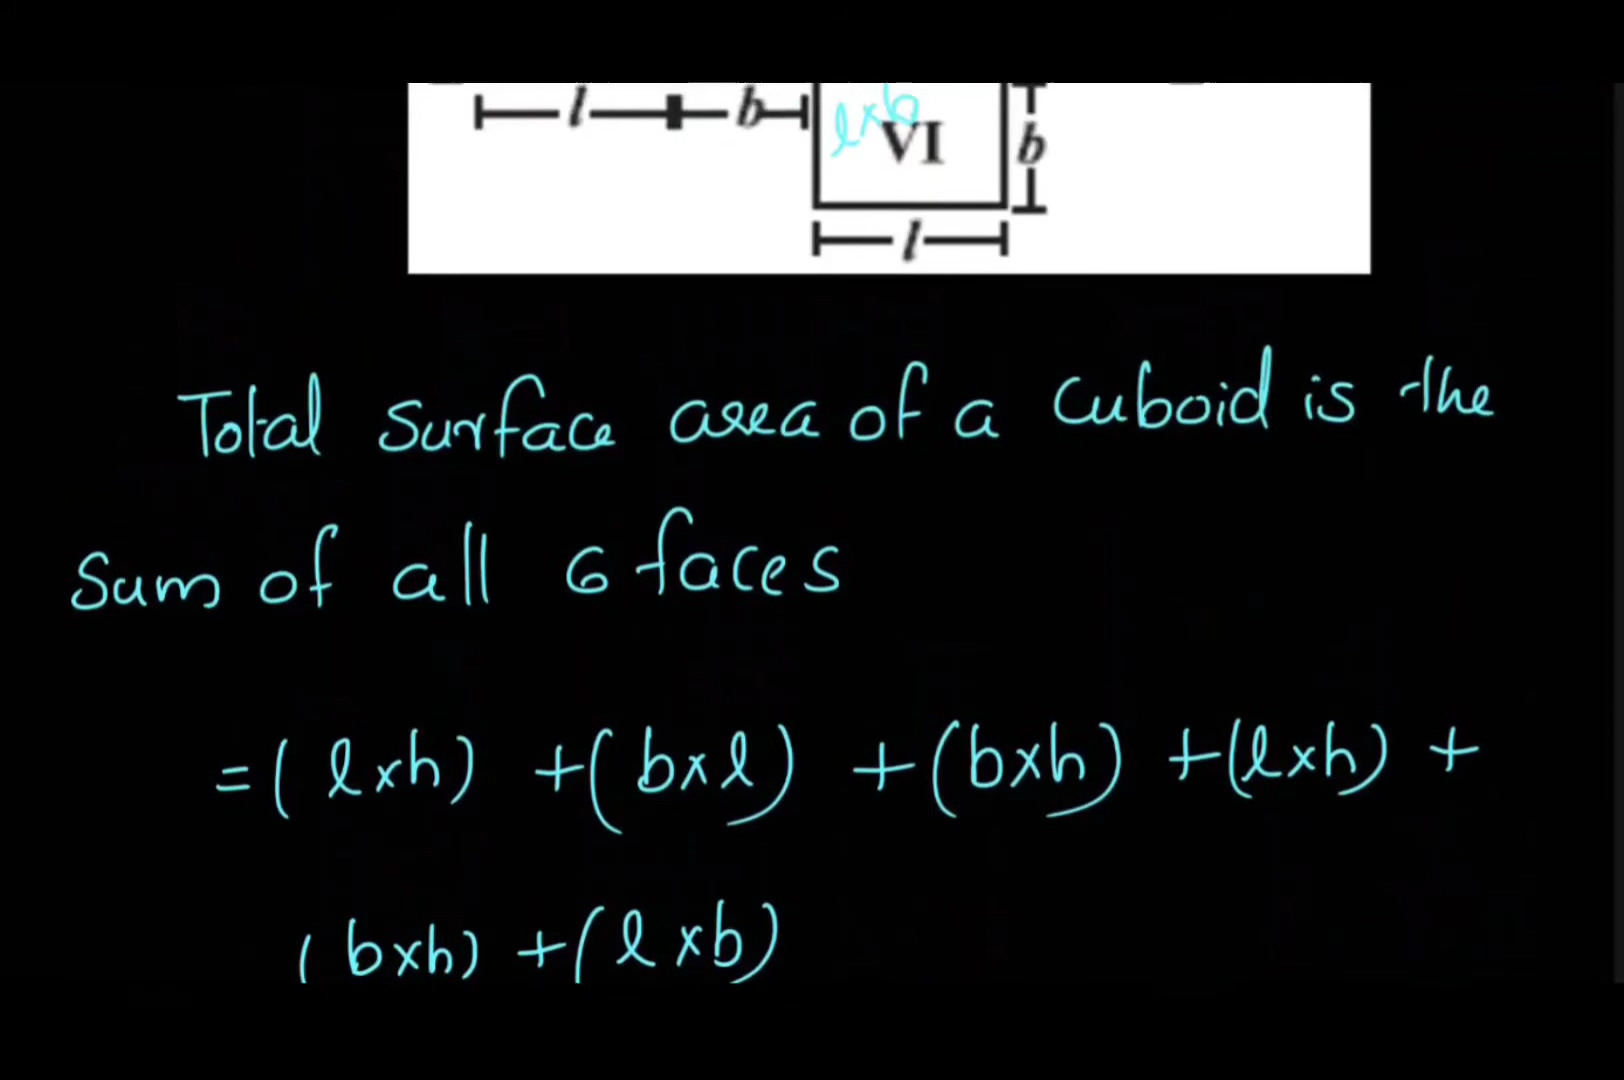 l b l×b VI b
l
Total surface area of a cuboid is the
Sum of all 6 faces
= ( l×h) +( b×l) +(b×h) +(l×h) +
( b×h) +( l×b)